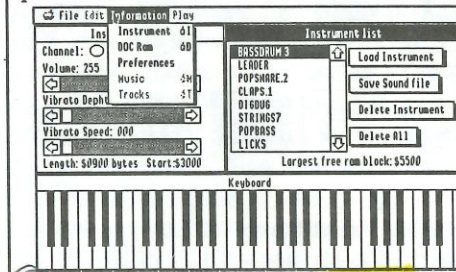 File Edit Information Play
Instrument I
DOC Ram D
Preferences
Music M
Tracks T
Ins
Channel:
Volume: 255
Vibrato Depht
Vibrato Speed: 000
Length: $0900 bytes Start:$3000
Instrument list
BASSDRUM 3
LEADER
POPSNARE.2
CLAPS.1
DIGDUG
STRINGS7
POPBASS
LICKS
Load Instrument
Save Sound file
Delete Instrument
Delete All
Largest free ram block: $5500
Keyboard